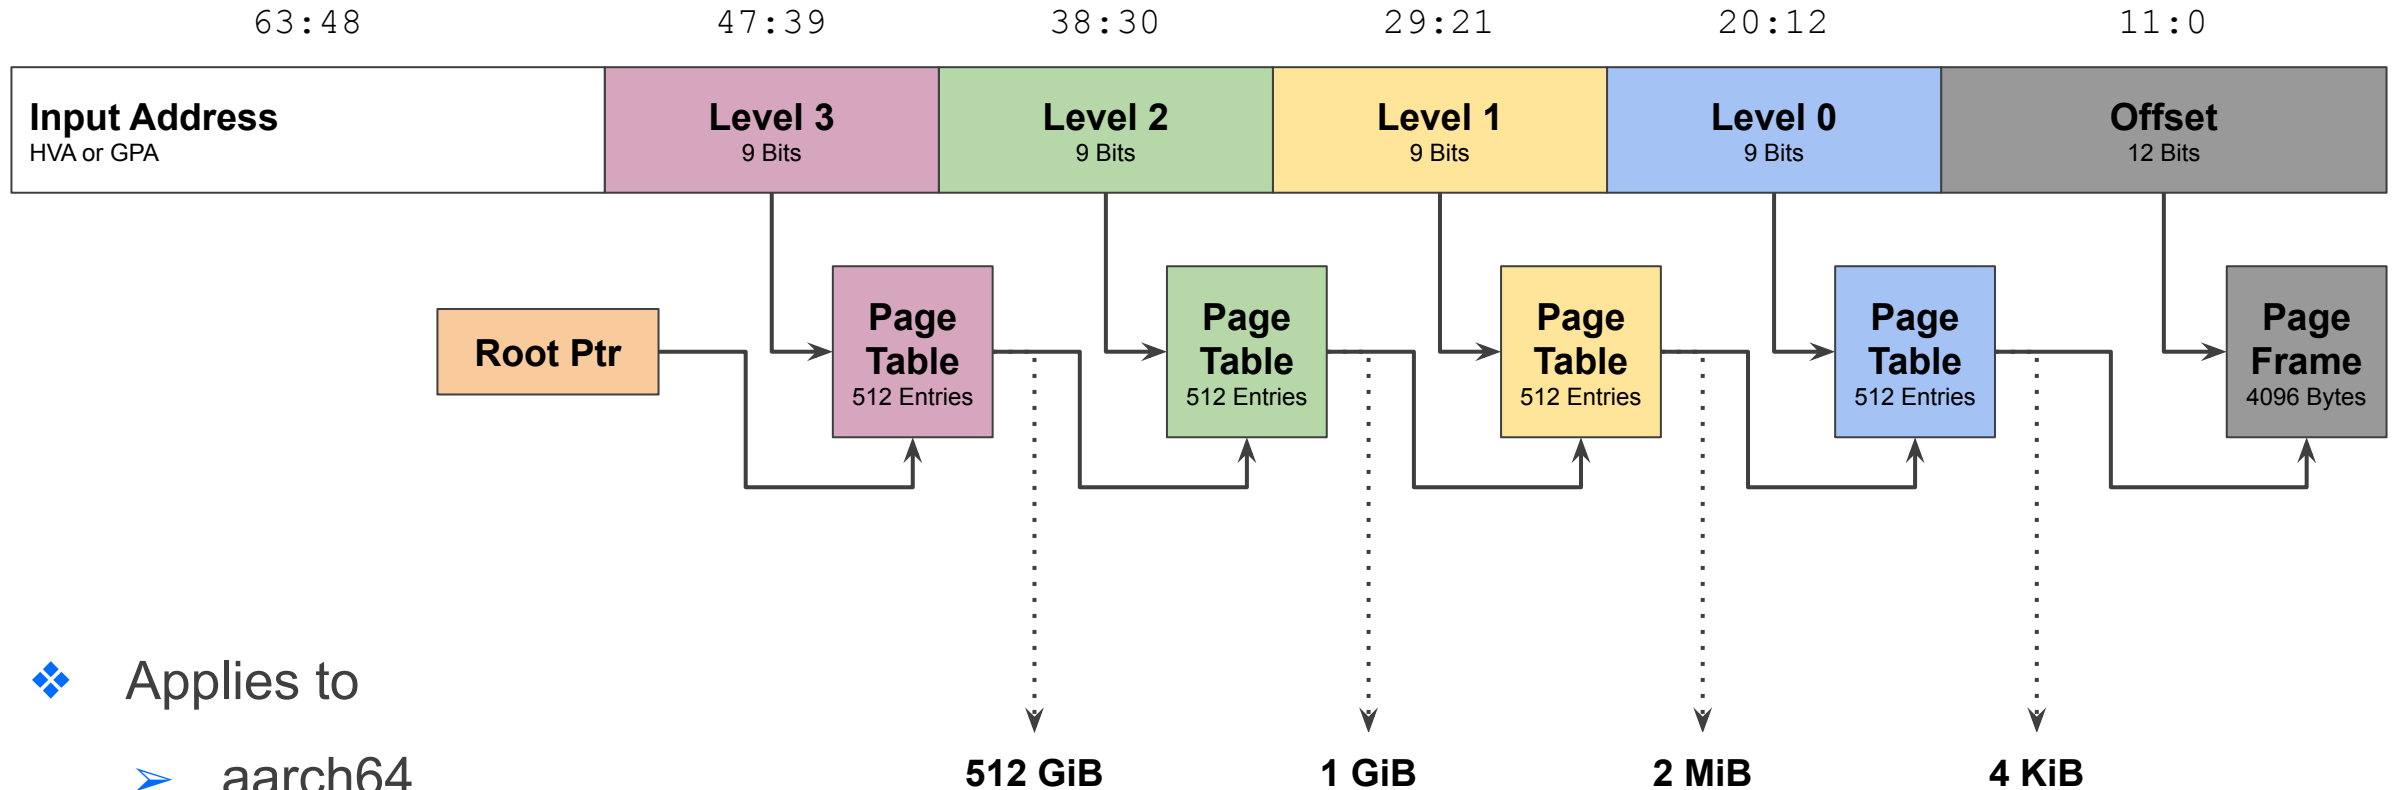 63:48 47:39 38:30 29:21 20:12 11:0
Input Address
HVA or GPA
Level 3
9 Bits
Level 2
9 Bits
Level 1
9 Bits
Level 0
9 Bits
Offset
12 Bits
Root Ptr
Page
Table
512 Entries
Page
Table
512 Entries
Page
Table
512 Entries
Page
Table
512 Entries
Page
Frame
4096 Bytes
❖ Applies to
➢ aarch64
512 GiB 1 GiB 2 MiB 4 KiB